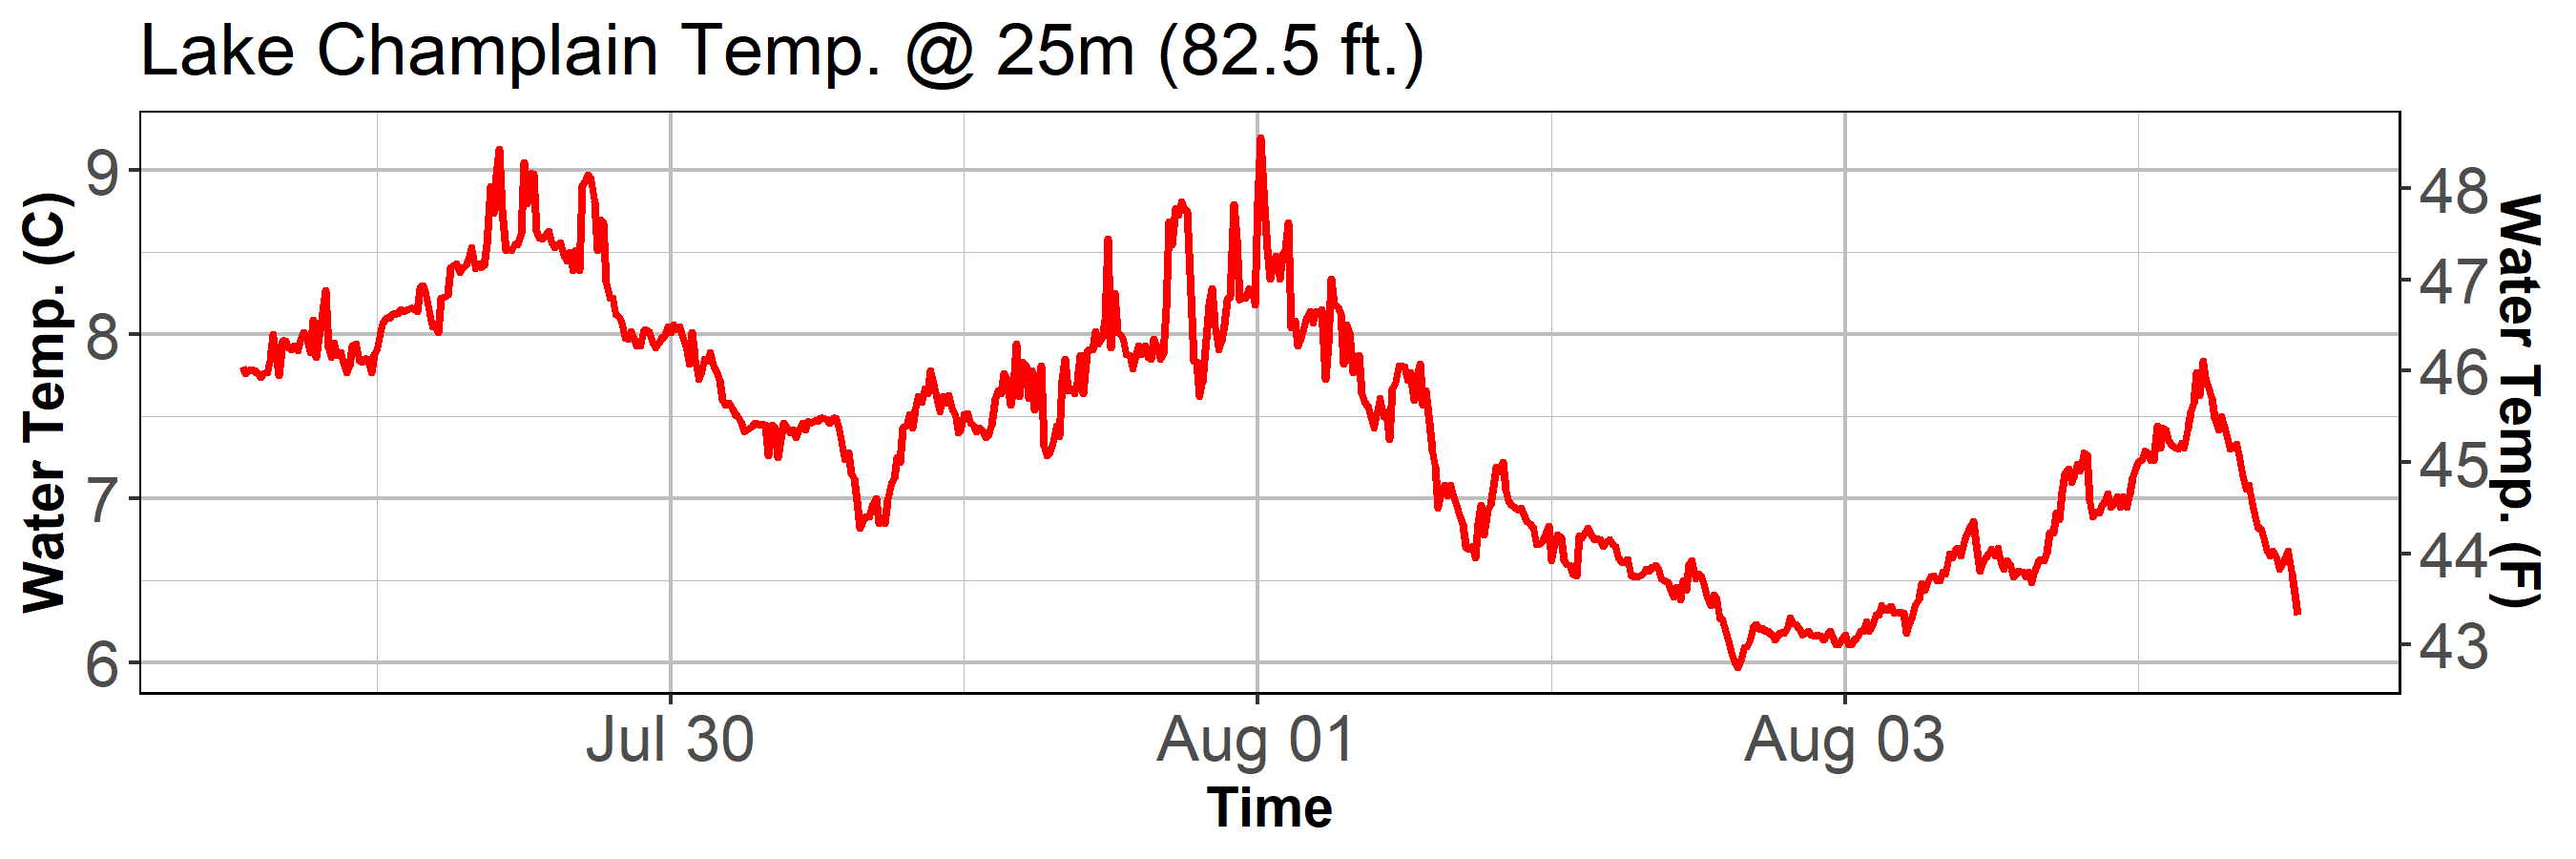 Lake Champlain Temp. @ 25m (82.5 ft.)
Water Temp. (C)
9
8
7
6
48
47
46
45
44
43
Water Temp. (F)
Jul 30
Aug 01
Aug 03
Time